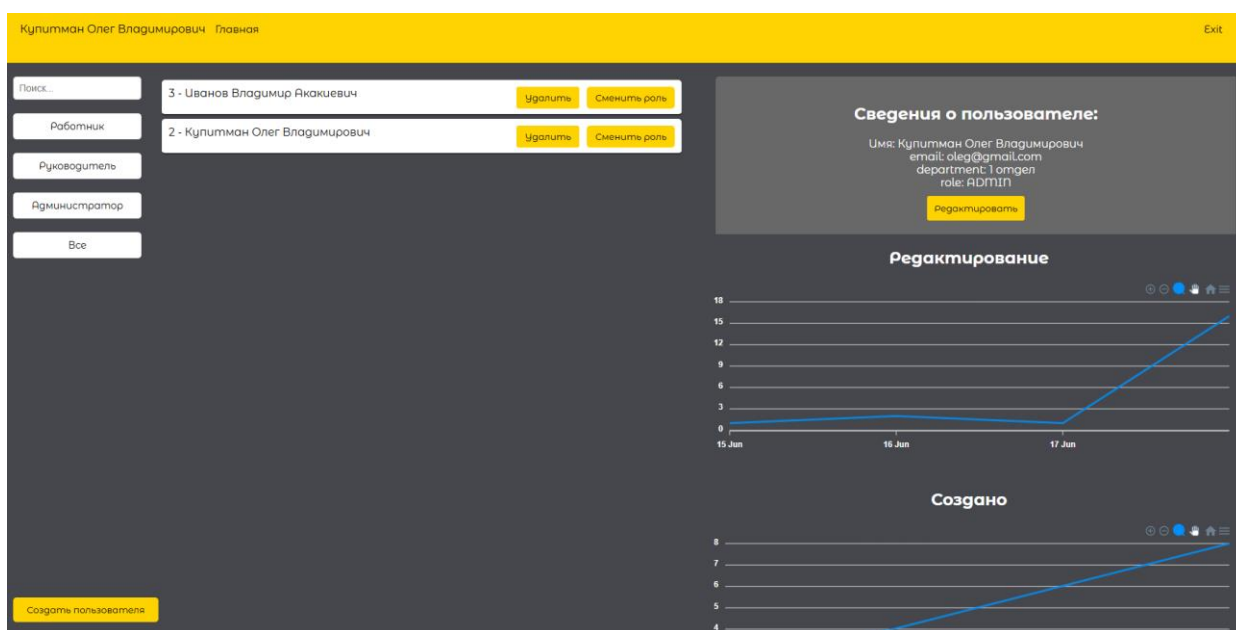 Купитман Олег Владимирович Главная Exit
Поиск...
Работник
Руководитель
Администратор
Все
3 - Иванов Владимир Акакиевич Удалить Сменить роль
2 - Купитман Олег Владимирович Удалить Сменить роль
Сведения о пользователе:
Имя: Купитман Олег Владимирович
email: oleg@gmail.com
department: 1 отдел
role: ADMIN
Редактировать
Редактирование
18
15
12
9
6
3
0
15 Jun 16 Jun 17 Jun
Создано
8
7
6
5
4
Создать пользователя